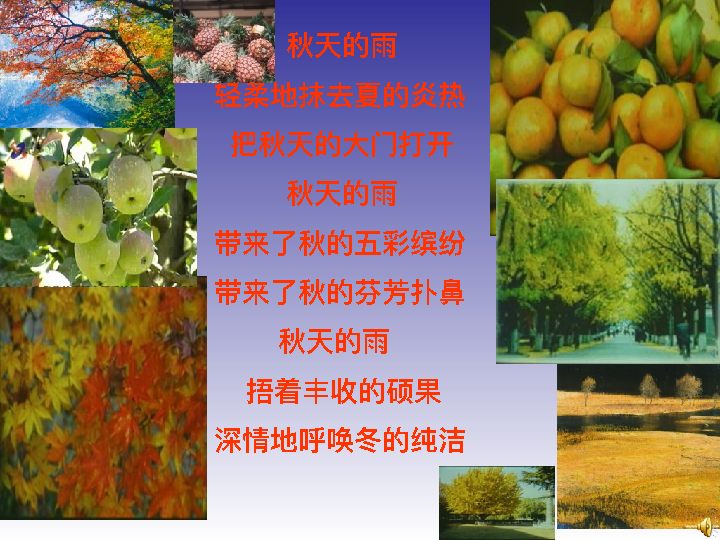 秋天的雨
轻柔地抹去夏的炎热
把秋天的大门打开
秋天的雨
带来了秋的五彩缤纷
带来了秋的芬芳扑鼻
秋天的雨
捂着丰收的硕果
深情地呼唤冬的纯洁